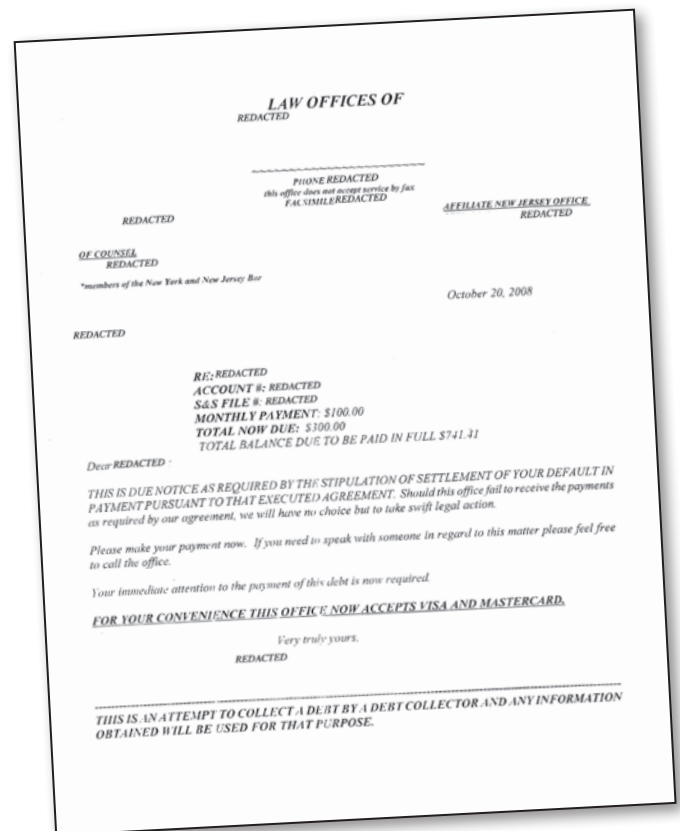 LAW OFFICES OF
REDACTED
PHONE REDACTED
this office does not accept service by fax
FACSIMILE REDACTED
REDACTED
AFFILIATE NEW JERSEY OFFICE
REDACTED
OF COUNSEL
REDACTED
*members of the New York and New Jersey Bar
October 20, 2008
REDACTED
RE: REDACTED
ACCOUNT #: REDACTED
S&S FILE #: REDACTED
MONTHLY PAYMENT: $100.00
TOTAL NOW DUE: $300.00
TOTAL BALANCE DUE TO BE PAID IN FULL $741.41
Dear REDACTED :
THIS IS DUE NOTICE AS REQUIRED BY THE STIPULATION OF SETTLEMENT OF YOUR DEFAULT IN
PAYMENT PURSUANT TO THAT EXECUTED AGREEMENT. Should this office fail to receive the payments
as required by our agreement, we will have no choice but to take swift legal action.
Please make your payment now. If you need to speak with someone in regard to this matter please feel free
to call the office.
Your immediate attention to the payment of this debt is now required.
FOR YOUR CONVENIENCE THIS OFFICE NOW ACCEPTS VISA AND MASTERCARD.
Very truly yours,
REDACTED
THIS IS AN ATTEMPT TO COLLECT A DEBT BY A DEBT COLLECTOR AND ANY INFORMATION
OBTAINED WILL BE USED FOR THAT PURPOSE.